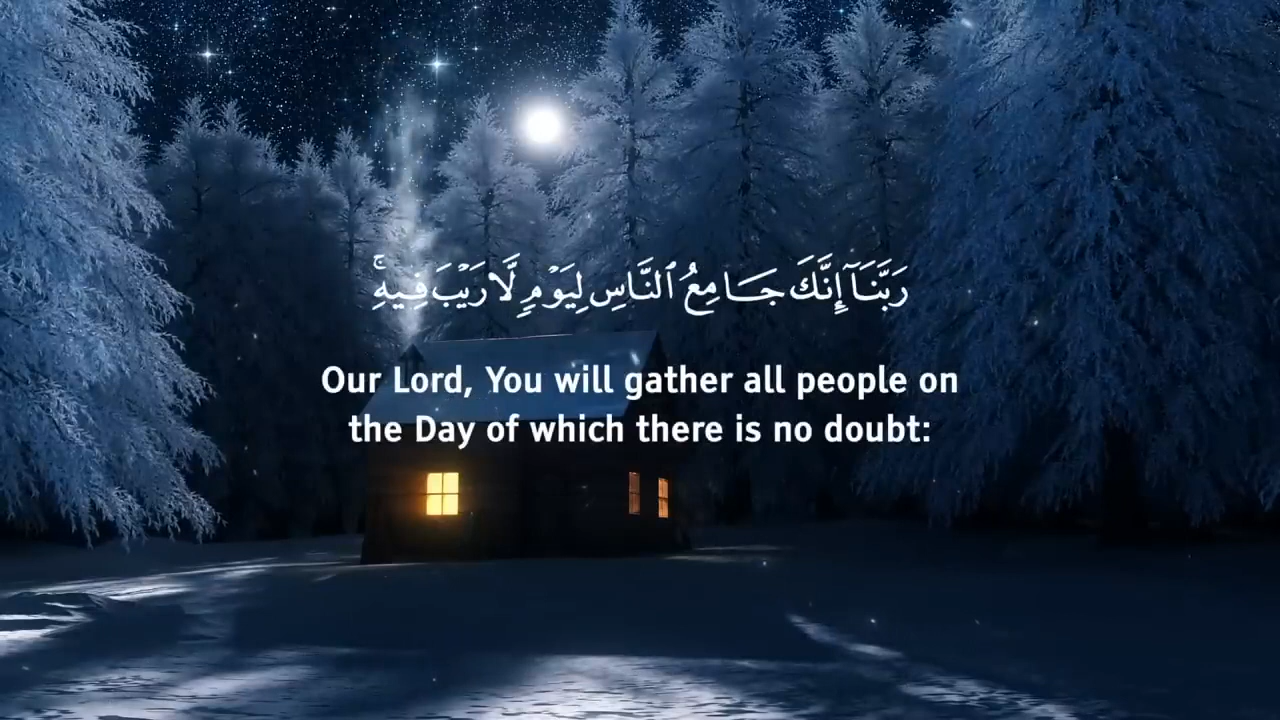 رَبَّنَآ إِنَّكَ جَامِعُ ٱلنَّاسِ لِيَوْمٍ لَّا رَيْبَ فِيهِ ۚ
Our Lord, You will gather all people on
the Day of which there is no doubt: